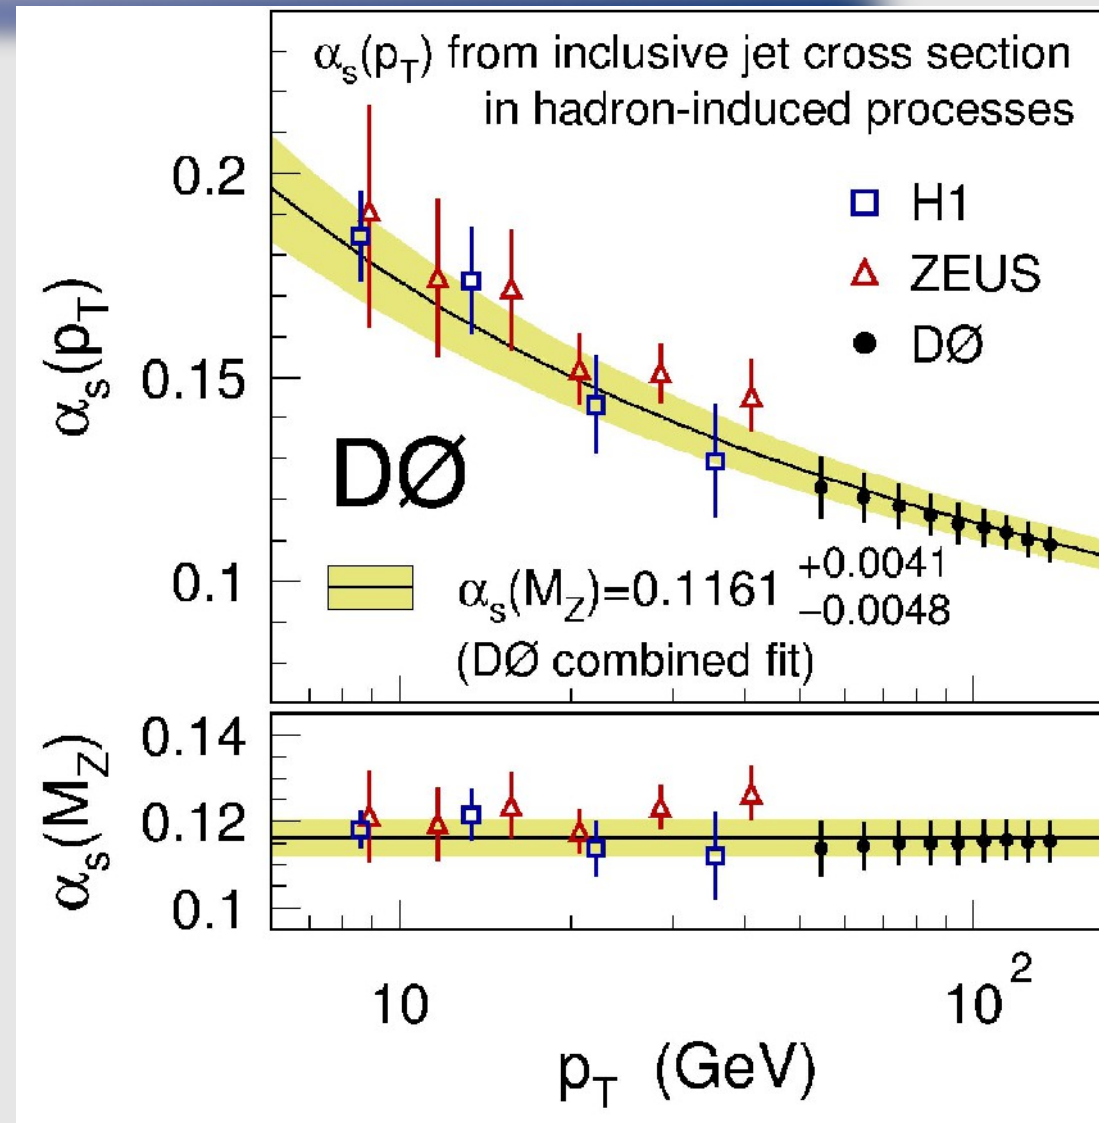 αs(pT) from inclusive jet cross section
in hadron-induced processes
H1
ZEUS
DØ
αs(pT)
0.2
0.15
0.1
DØ
αs(MZ)=0.1161 +0.0041
−0.0048
(DØ combined fit)
αs(MZ)
0.14
0.12
0.1
10
10²
pT (GeV)